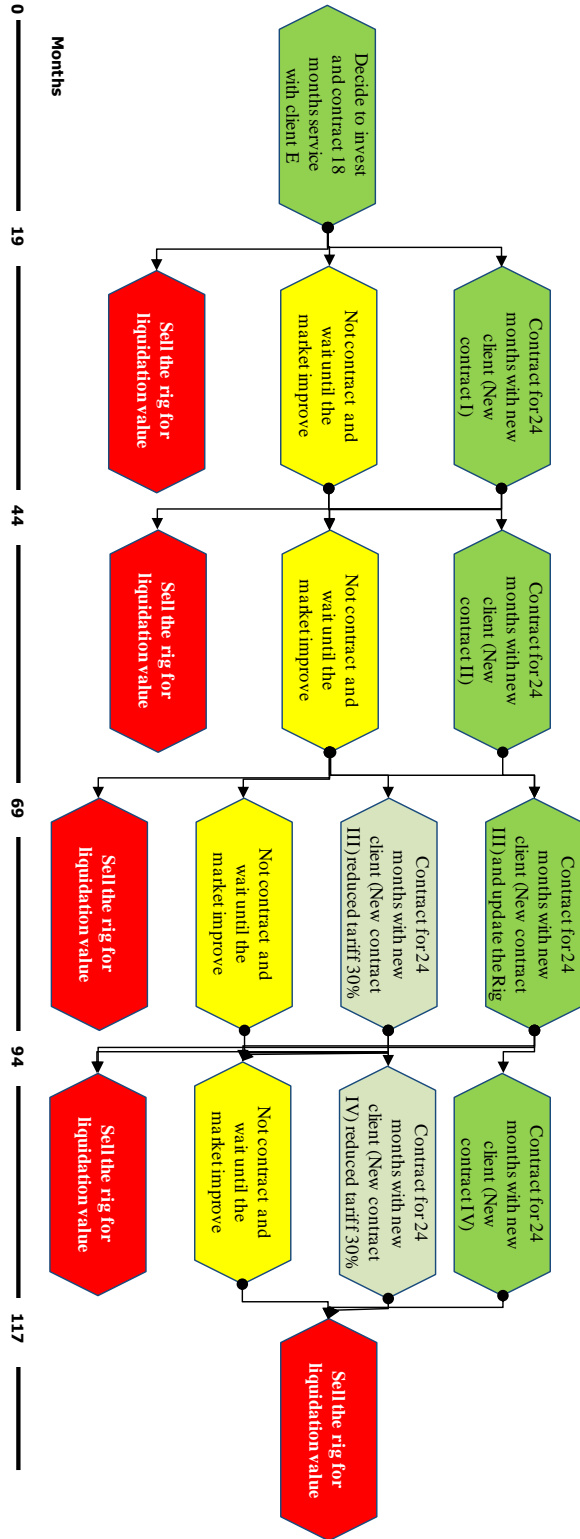 Decide to invest
and contract 18
months service
with client E
Contract for 24
months with new
client (New
contract I)
Not contract and
wait until the
market improve
Sell the rig for
liquidation value
Contract for 24
months with new
client (New
contract II)
Not contract and
wait until the
market improve
Sell the rig for
liquidation value
Contract for 24
months with new
client (New contract
III) and update the Rig
Contract for 24
months with new
client (New contract
III) reduced tariff 30%
Not contract and
wait until the
market improve
Sell the rig for
liquidation value
Contract for 24
months with new
client (New
contract IV)
Contract for 24
months with new
client (New contract
IV) reduced tariff 30%
Not contract and
wait until the
market improve
Sell the rig for
liquidation value
Sell the rig for
liquidation value
Months
0 19 44 69 94 117